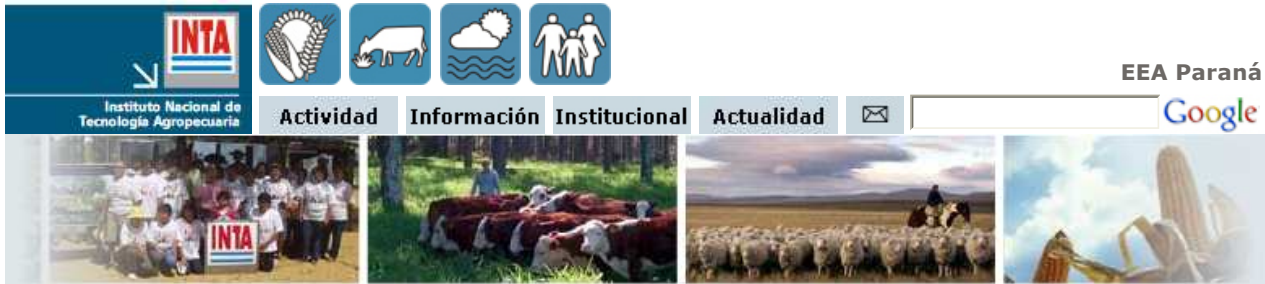 INTA
Instituto Nacional de
Tecnología Agropecuaria
EEA Paraná
Actividad Información Institucional Actualidad Google
INTA